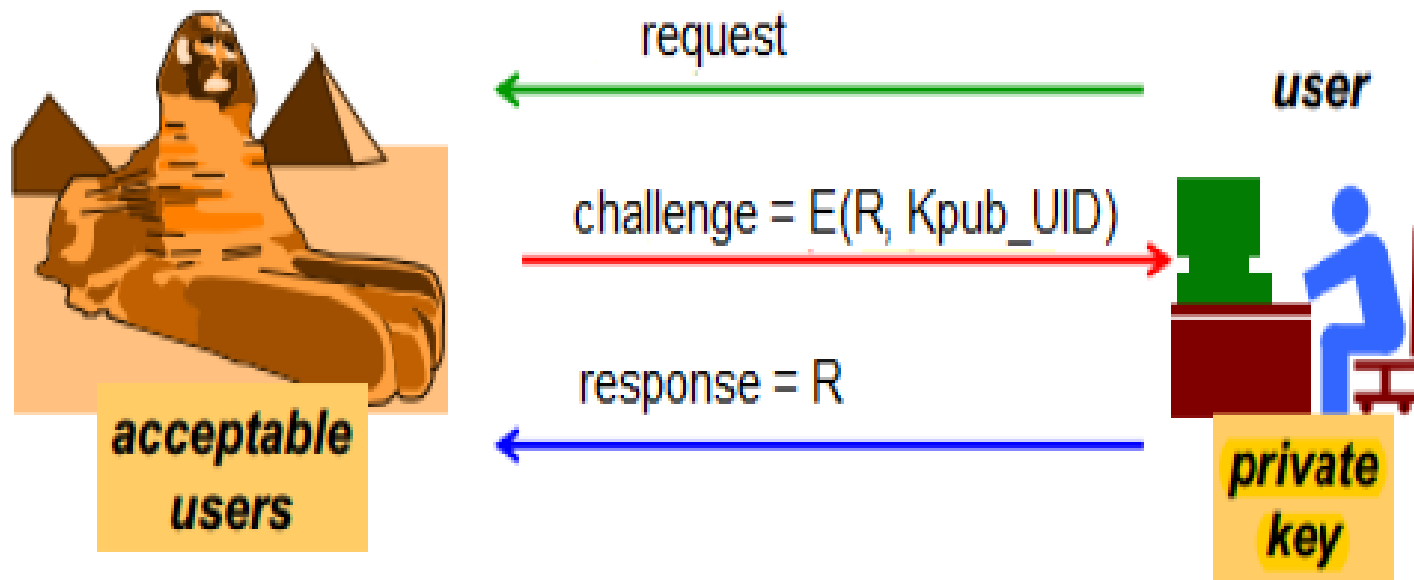 request
user
challenge = E(R, Kpub_UID)
response = R
acceptable
users
private
key